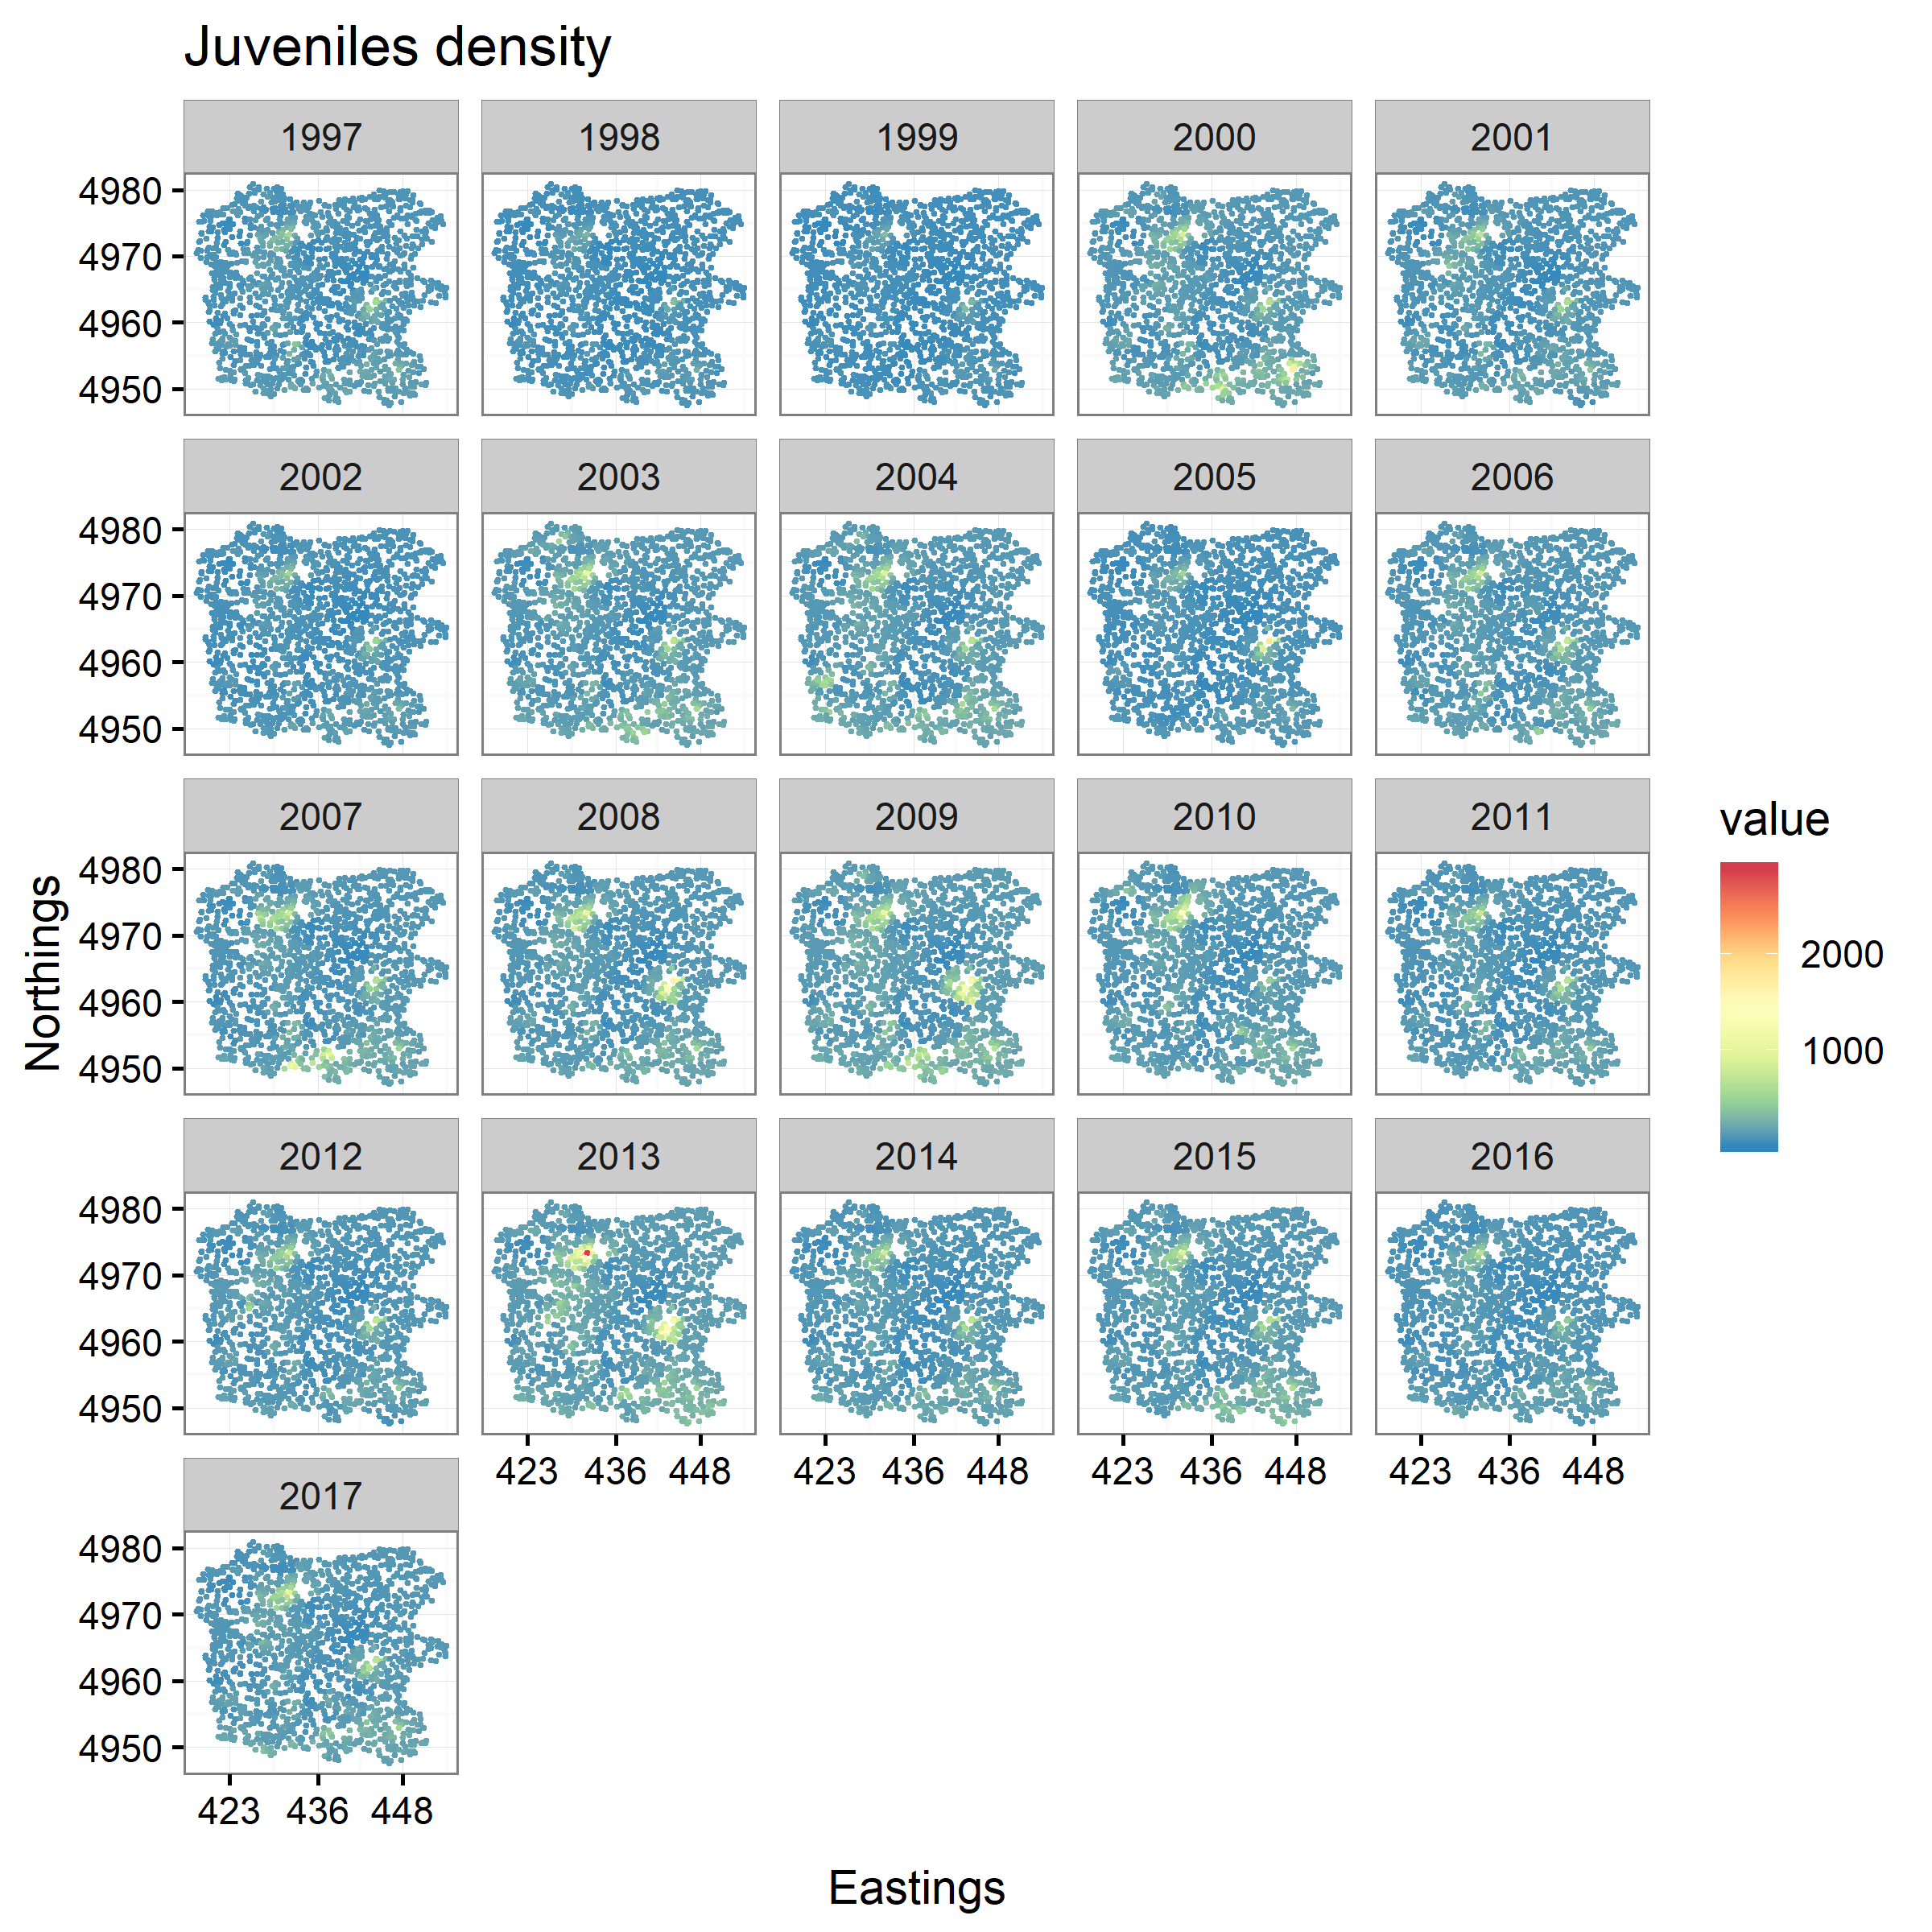 Juveniles density
1997 1998 1999 2000 2001
4980
4970
4960
4950
2002 2003 2004 2005 2006
4980
4970
4960
4950
2007 2008 2009 2010 2011
4980
4970
4960
4950
2012 2013 2014 2015 2016
4980
4970
4960
4950
423 436 448 423 436 448 423 436 448 423 436 448
2017
4980
4970
4960
4950
423 436 448
Eastings
Northings
value
2000
1000